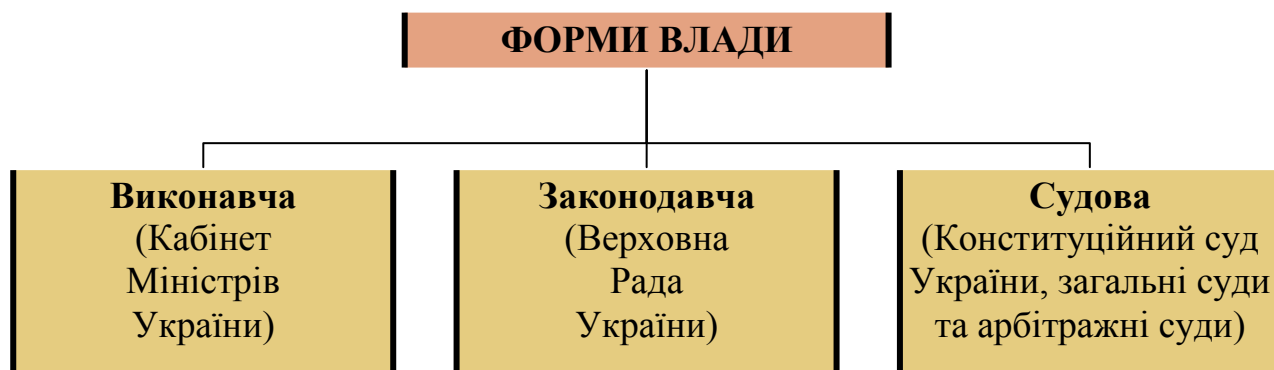 ФОРМИ ВЛАДИ
Виконавча
(Кабінет
Міністрів
України)
Законодавча
(Верховна
Рада
України)
Судова
(Конституційний суд
України, загальні суди
та арбітражні суди)